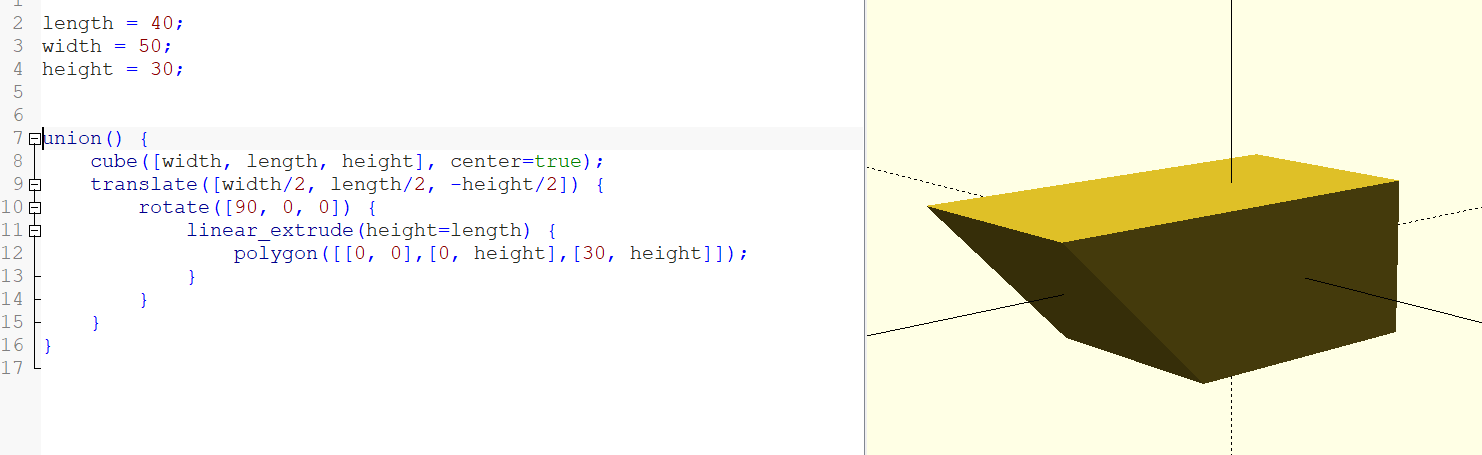 1
2 length = 40;
3 width = 50;
4 height = 30;
5
6
7 union() {
8     cube([width, length, height], center=true);
9     translate([width/2, length/2, -height/2]) {
10         rotate([90, 0, 0]) {
11             linear_extrude(height=length) {
12                 polygon([[0, 0],[0, height],[30, height]]);
13             }
14         }
15     }
16 }
17